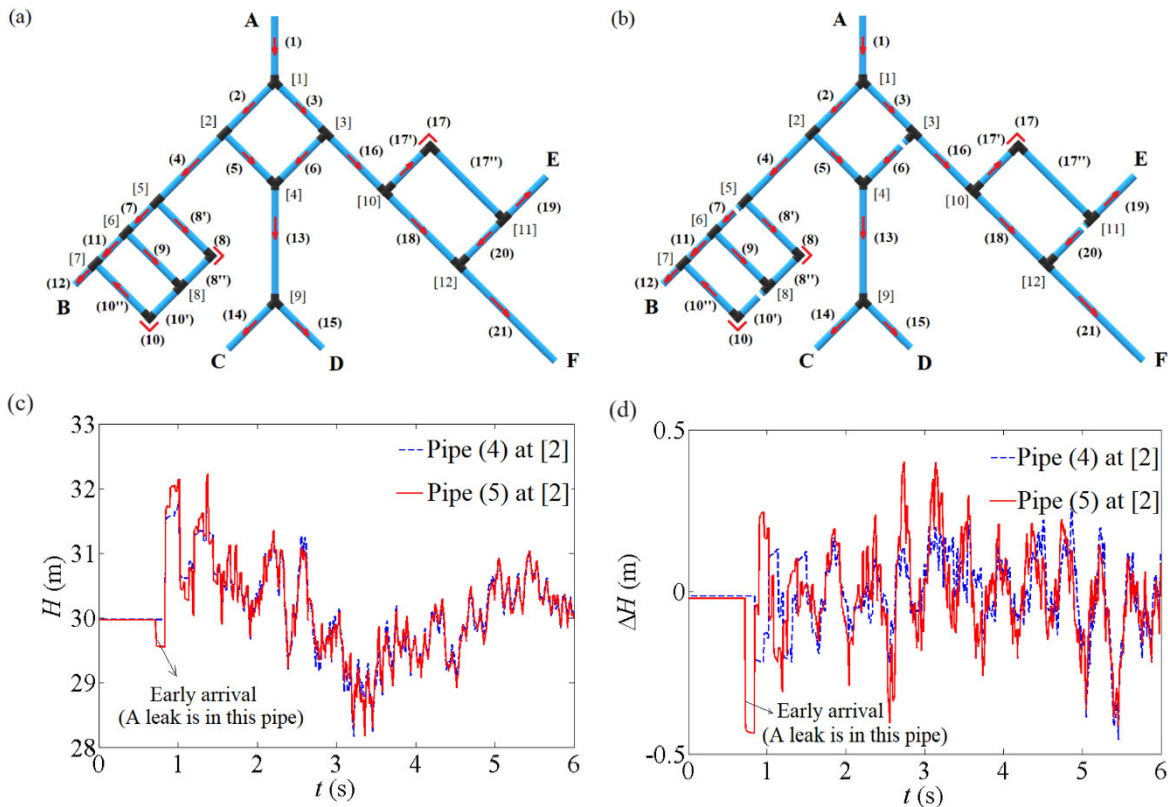 (a)
A
(1)
[1]
(2)
(3)
[2]
[3]
(17)
(17')
(4)
(5)
(6)
(16)
(17'')
E
[5]
[4]
[10]
(7)
(8')
(19)
[6]
[11]
(11)
(9)
(8)
(13)
(18)
(20)
[7]
(8'')
[12]
(12)
[8]
B
(10'')
(10')
[9]
(10)
(14)
(15)
(21)
C
D
F
(b)
A
(1)
[1]
(2)
(3)
[2]
[3]
(17)
(17')
(4)
(5)
(6)
(16)
(17'')
E
[5]
[4]
[10]
(7)
(8')
(19)
[6]
[11]
(11)
(9)
(8)
(13)
(18)
(20)
[7]
(8'')
[12]
(12)
[8]
B
(10'')
(10')
[9]
(10)
(14)
(15)
(21)
C
D
F
(c)
33
32
31
30
29
28
H (m)
Pipe (4) at [2]
Pipe (5) at [2]
Early arrival
(A leak is in this pipe)
0 1 2 3 4 5 6
t (s)
(d)
0.5
0
-0.5
ΔH (m)
Pipe (4) at [2]
Pipe (5) at [2]
Early arrival
(A leak is in this pipe)
0 1 2 3 4 5 6
t (s)